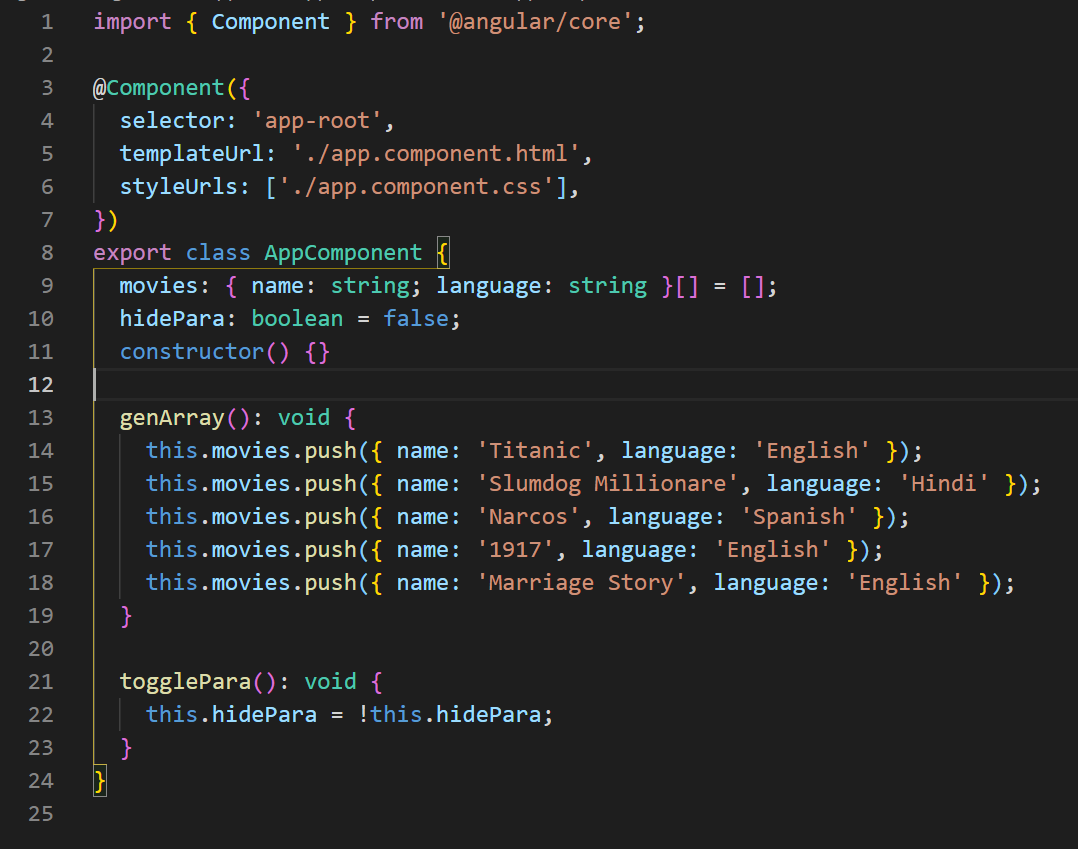 1 import { Component } from '@angular/core';
2
3 @Component({
4   selector: 'app-root',
5   templateUrl: './app.component.html',
6   styleUrls: ['./app.component.css'],
7 })
8 export class AppComponent {
9   movies: { name: string; language: string }[] = [];
10   hidePara: boolean = false;
11   constructor() {}
12
13   genArray(): void {
14     this.movies.push({ name: 'Titanic', language: 'English' });
15     this.movies.push({ name: 'Slumdog Millionare', language: 'Hindi' });
16     this.movies.push({ name: 'Narcos', language: 'Spanish' });
17     this.movies.push({ name: '1917', language: 'English' });
18     this.movies.push({ name: 'Marriage Story', language: 'English' });
19   }
20
21   togglePara(): void {
22     this.hidePara = !this.hidePara;
23   }
24 }
25